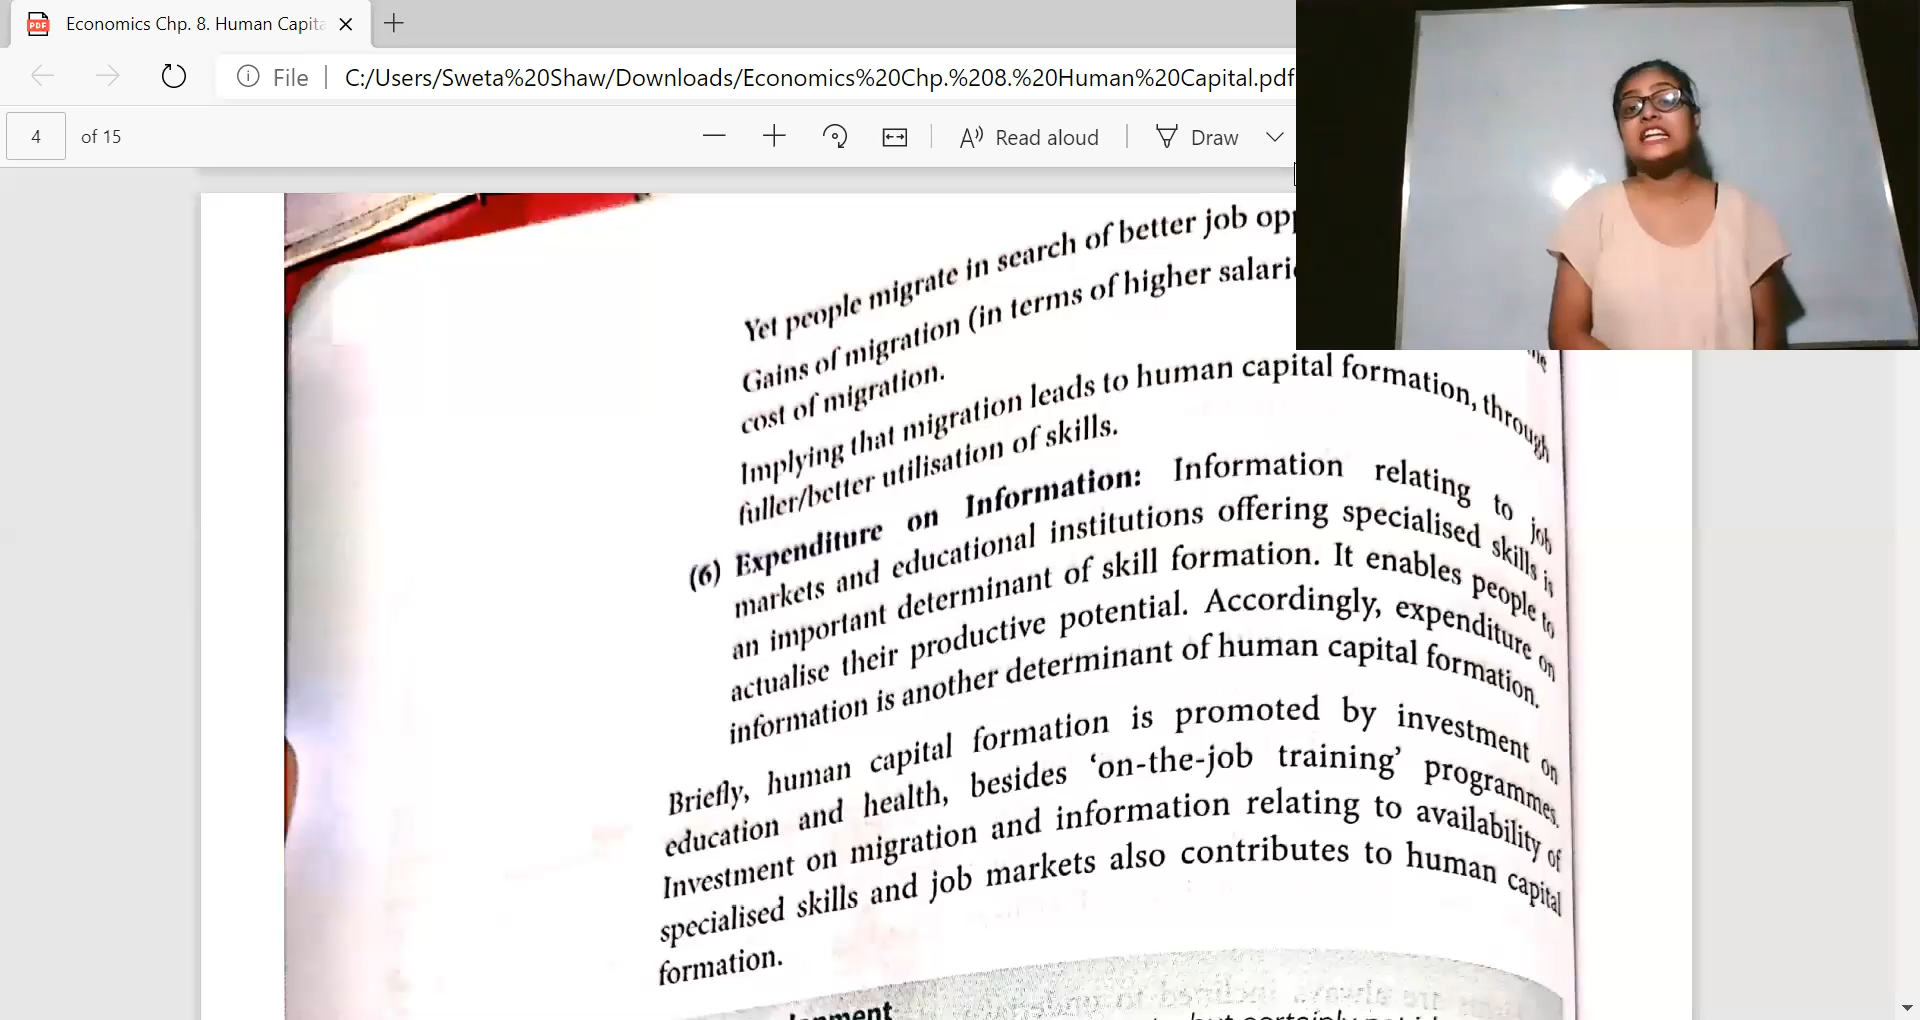 Economics Chp. 8. Human Capita
File
C:/Users/Sweta%20Shaw/Downloads/Economics%20Chp.%208.%20Human%20Capital.pdf
4 of 15
Read aloud
Draw
Yet people migrate in search of better job opp
Gains of migration (in terms of higher salari
cost of migration.
Implying that migration leads to human capital formation, through
fuller/better utilisation of skills.
(6) Expenditure on Information: Information relating to job
markets and educational institutions offering specialised skills is
an important determinant of skill formation. It enables people to
actualise their productive potential. Accordingly, expenditure on
information is another determinant of human capital formation.
Briefly, human capital formation is promoted by investment on
education and health, besides ‘on-the-job training’ programmes.
Investment on migration and information relating to availability of
specialised skills and job markets also contributes to human capital
formation.